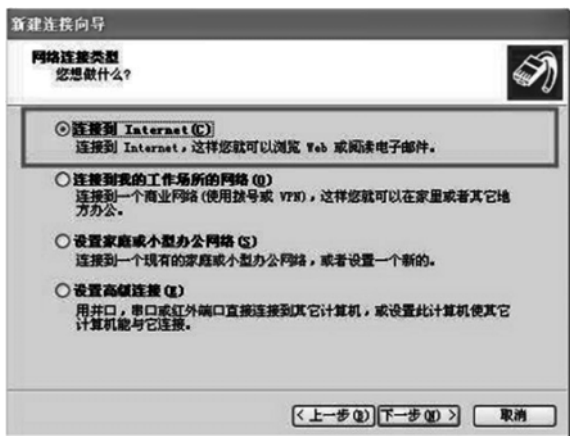 新建连接向导
网络连接类型
您想做什么?
连接到 Internet(C)
连接到 Internet，这样您就可以浏览 Web 或阅读电子邮件。
连接到我的工作场所的网络(O)
连接到一个商业网络(使用拨号或 VPN)，这样您就可以在家里或者其它地
方办公。
设置家庭或小型办公网络(S)
连接到一个现有的家庭或小型办公网络，或者设置一个新的。
设置高级连接(E)
用并口，串口或红外端口直接连接到其它计算机，或设置此计算机使其它
计算机能与它连接。
<上一步(B) 下一步(N)> 取消